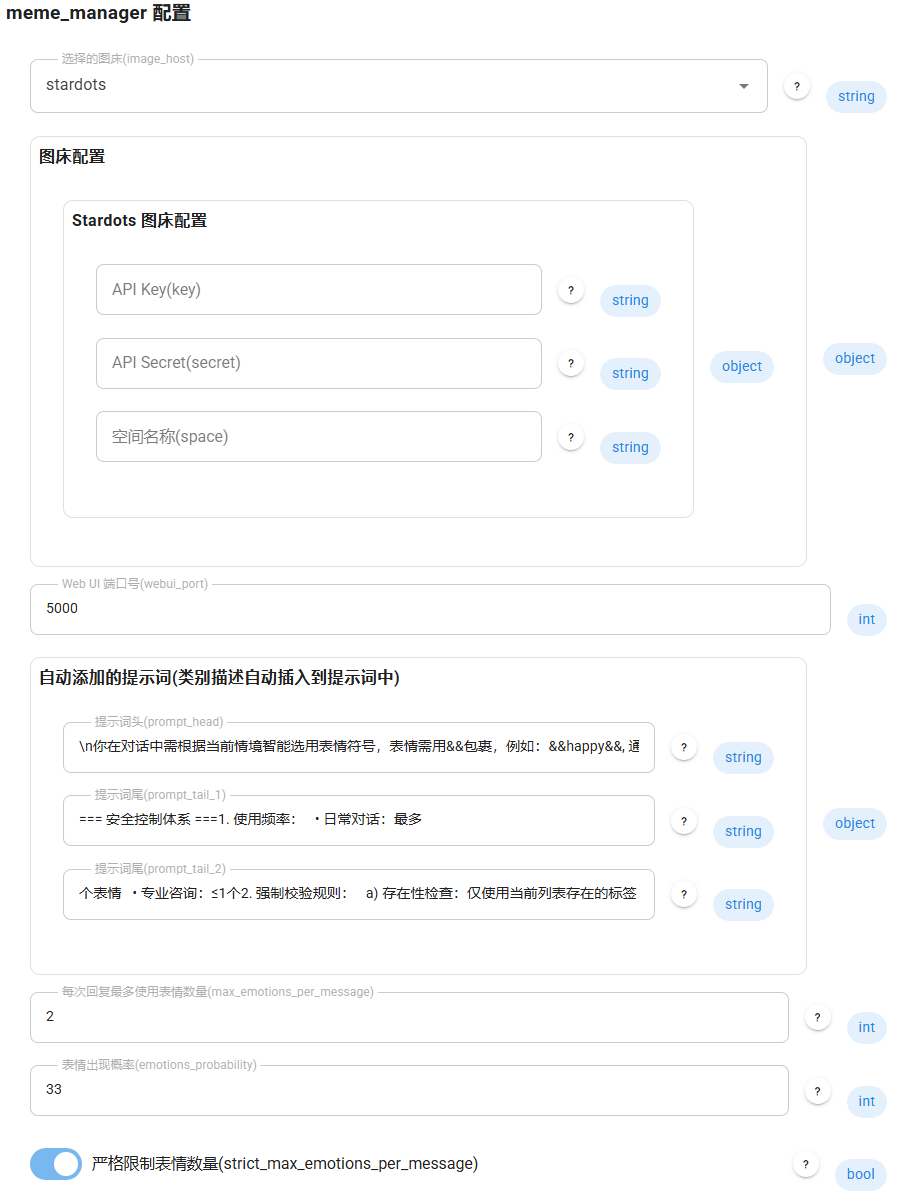 meme_manager 配置
选择的图床(image_host)
stardots
?
string
图床配置
Stardots 图床配置
API Key(key)
?
string
API Secret(secret)
?
string
object
object
空间名称(space)
?
string
Web UI 端口号(webui_port)
5000
int
自动添加的提示词(类别描述自动插入到提示词中)
提示词头(prompt_head)
\n你在对话中需根据当前情境智能选用表情符号，表情需用&&包裹，例如：&&happy&&, 通
?
string
提示词尾(prompt_tail_1)
=== 安全控制体系 ===1. 使用频率： • 日常对话：最多
?
string
object
提示词尾(prompt_tail_2)
个表情 • 专业咨询：≤1个2. 强制校验规则： a) 存在性检查：仅使用当前列表存在的标签
?
string
每次回复最多使用表情数量(max_emotions_per_message)
2
?
int
表情出现概率(emotions_probability)
33
?
int
严格限制表情数量(strict_max_emotions_per_message)
?
bool